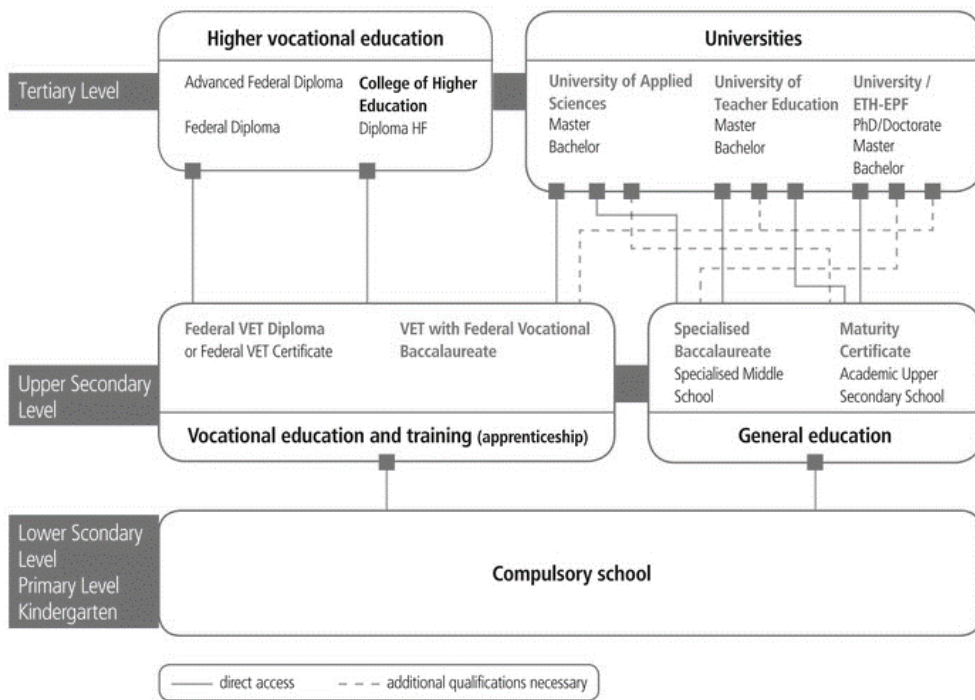 Higher vocational education
Universities
Tertiary Level
Advanced Federal Diploma
Federal Diploma
College of Higher
Education
Diploma HF
University of Applied
Sciences
Master
Bachelor
University of
Teacher Education
Master
Bachelor
University /
ETH-EPF
PhD/Doctorate
Master
Bachelor
Upper Secondary
Level
Federal VET Diploma
or Federal VET Certificate
VET with Federal Vocational
Baccalaureate
Vocational education and training (apprenticeship)
Specialised
Baccalaureate
Specialised Middle
School
Maturity
Certificate
Academic Upper
Secondary School
General education
Lower Scondary
Level
Primary Level
Kindergarten
Compulsory school
direct access
additional qualifications necessary